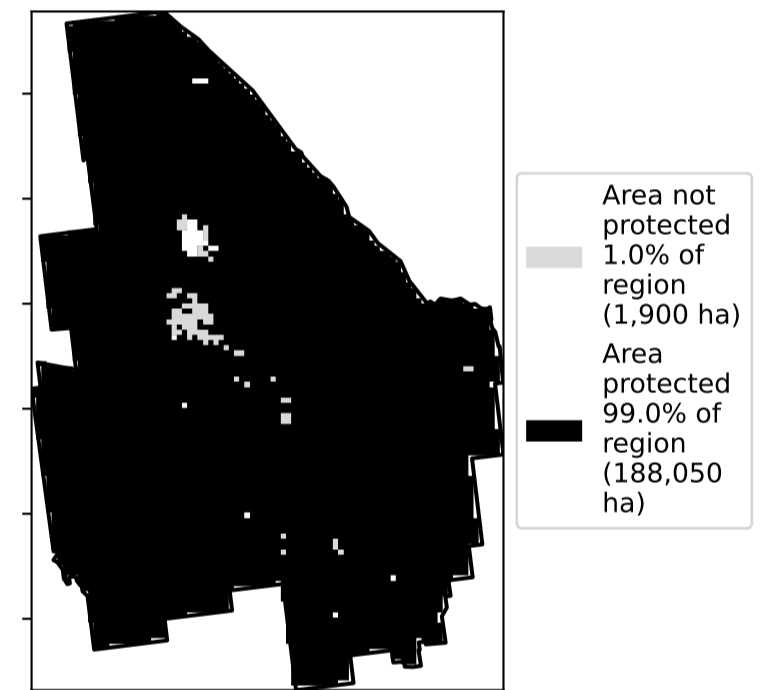 Area not
protected
1.0% of
region
(1,900 ha)
Area
protected
99.0% of
region
(188,050
ha)